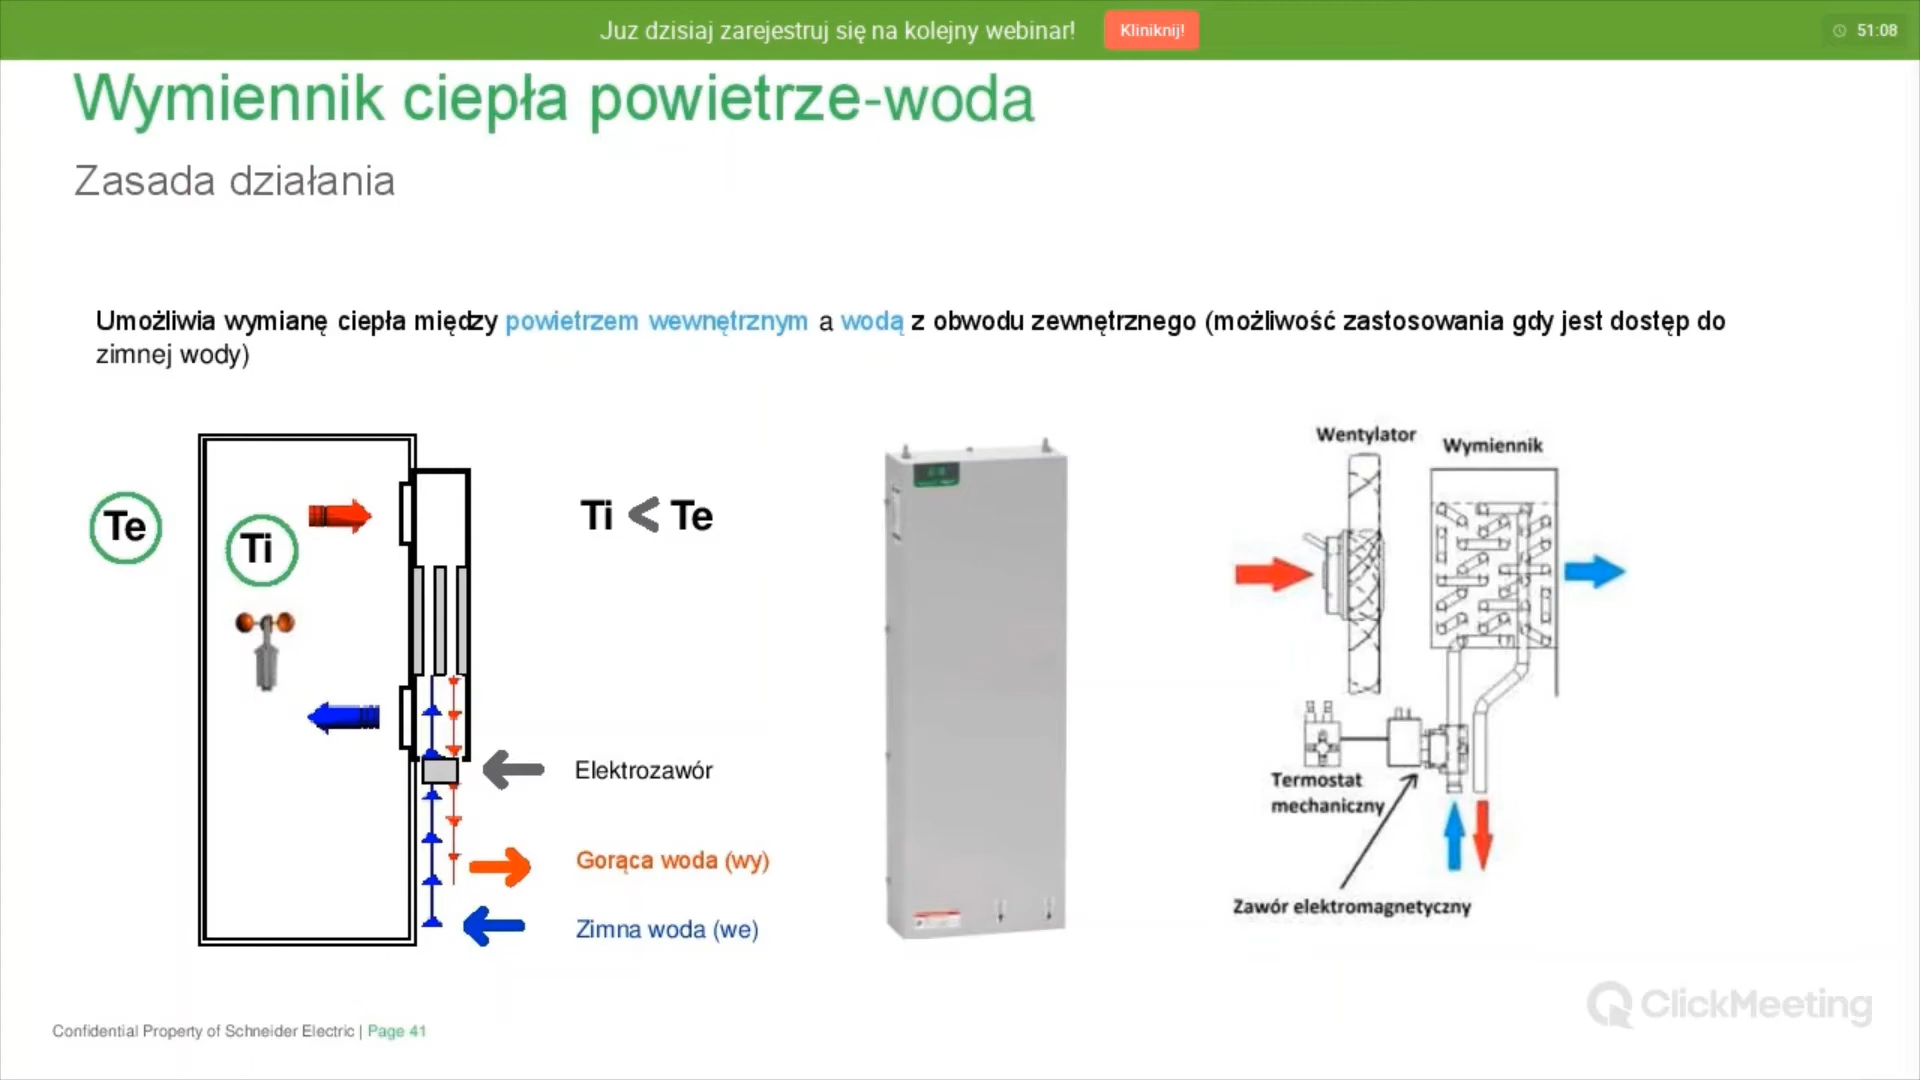 Juz dzisiaj zarejestruj się na kolejny webinar!
Kliniknij!
51:08
Wymiennik ciepła powietrze-woda
Zasada działania
Umożliwia wymianę ciepła między powietrzem wewnętrznym a wodą z obwodu zewnętrznego (możliwość zastosowania gdy jest dostęp do
zimnej wody)
Te
Ti
Ti < Te
Elektrozawór
Gorąca woda (wy)
Zimna woda (we)
Wentylator
Wymiennik
Termostat
mechaniczny
Zawór elektromagnetyczny
ClickMeeting
Confidential Property of Schneider Electric | Page 41